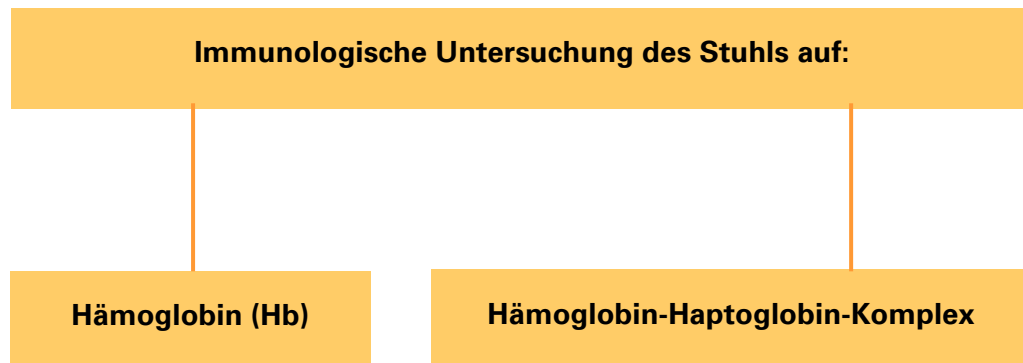 Immunologische Untersuchung des Stuhls auf:
Hämoglobin (Hb)
Hämoglobin-Haptoglobin-Komplex